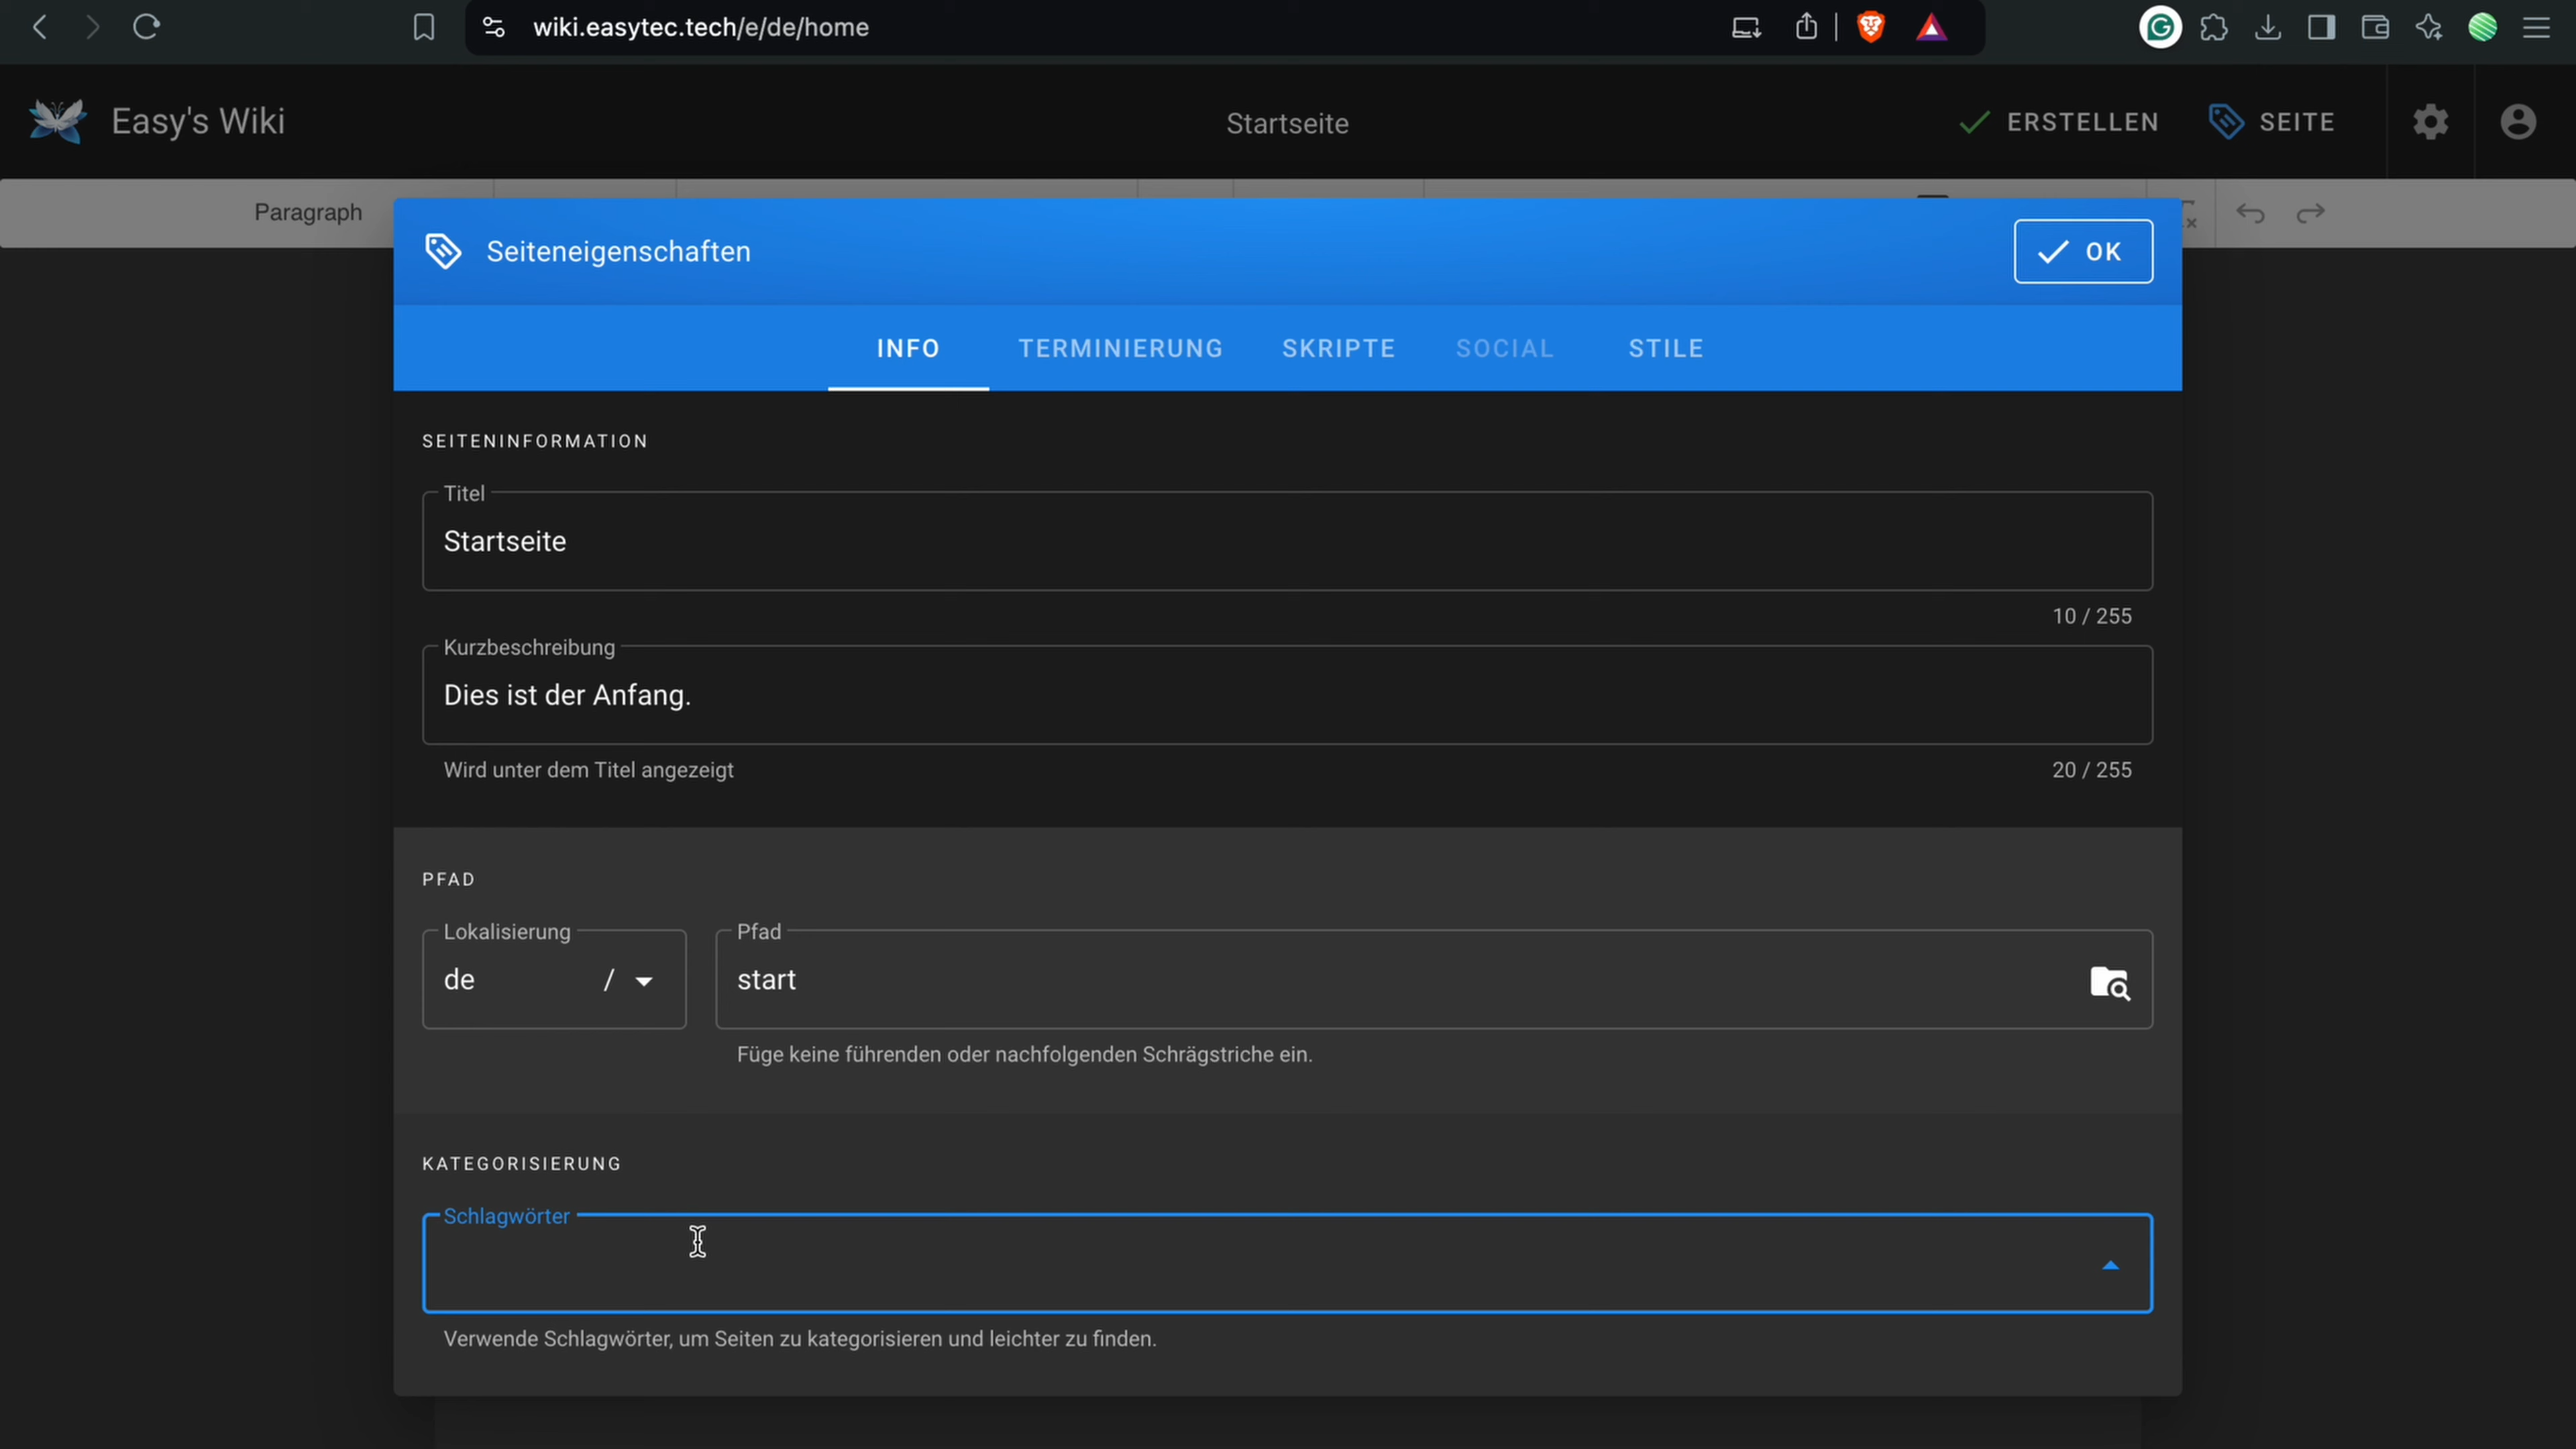 wiki.easytec.tech/e/de/home
Easy's Wiki
Startseite
ERSTELLEN
SEITE
Paragraph
Seiteneigenschaften
OK
INFO
TERMINIERUNG
SKRIPTE
SOCIAL
STILE
SEITENINFORMATION
Titel
Startseite
10 / 255
Kurzbeschreibung
Dies ist der Anfang.
Wird unter dem Titel angezeigt
20 / 255
PFAD
Lokalisierung
de /
Pfad
start
Füge keine führenden oder nachfolgenden Schrägstriche ein.
KATEGORISIERUNG
Schlagwörter
Verwende Schlagwörter, um Seiten zu kategorisieren und leichter zu finden.